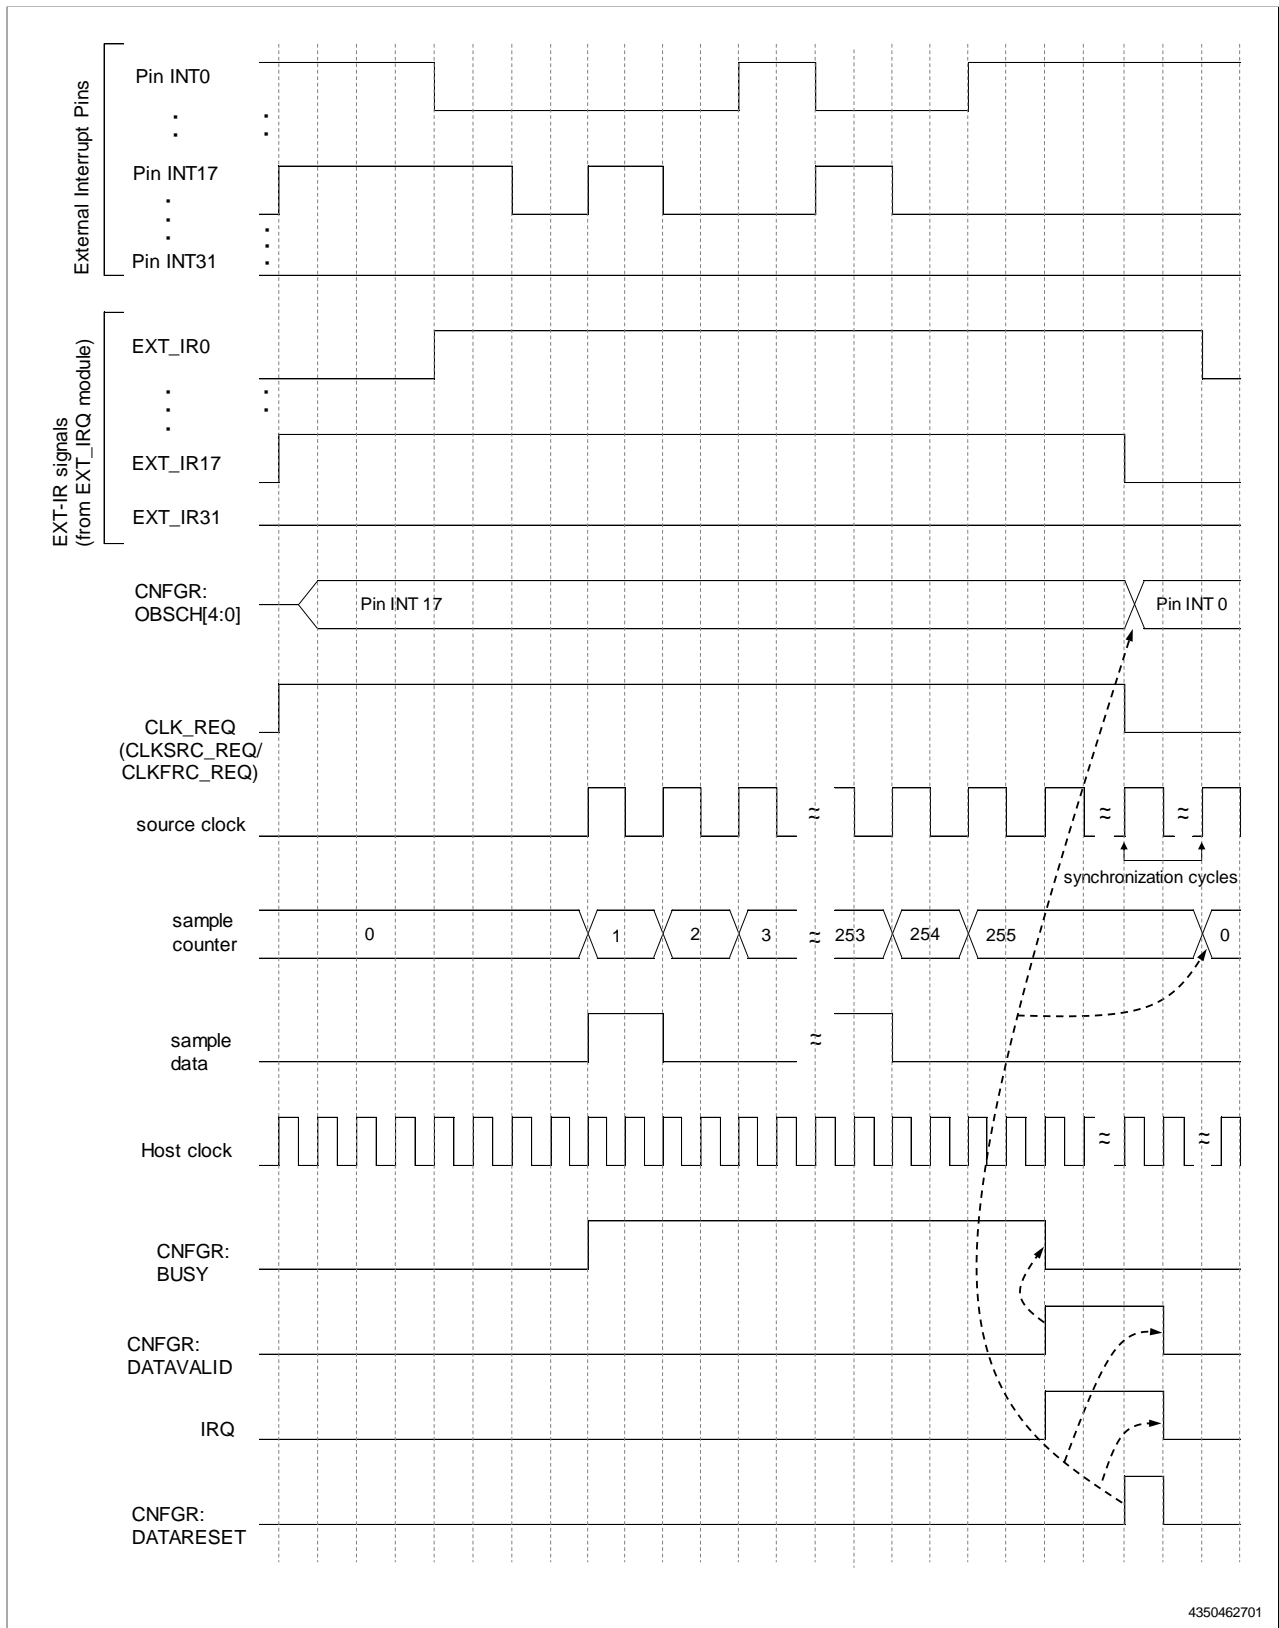 External Interrupt Pins
Pin INT0
Pin INT17
Pin INT31
EXT-IR signals
(from EXT_IRQ module)
EXT_IR0
EXT_IR17
EXT_IR31
CNFGR:
OBSCH[4:0]
Pin INT 17
Pin INT 0
CLK_REQ
(CLKSRC_REQ/
CLKFRC_REQ)
source clock
≈ ≈ ≈
synchronization cycles
sample
counter
0 1 2 3 ≈ 253 254 255 0
sample
data
≈
Host clock
≈ ≈
CNFGR:
BUSY
CNFGR:
DATAVALID
IRQ
CNFGR:
DATARESET
4350462701